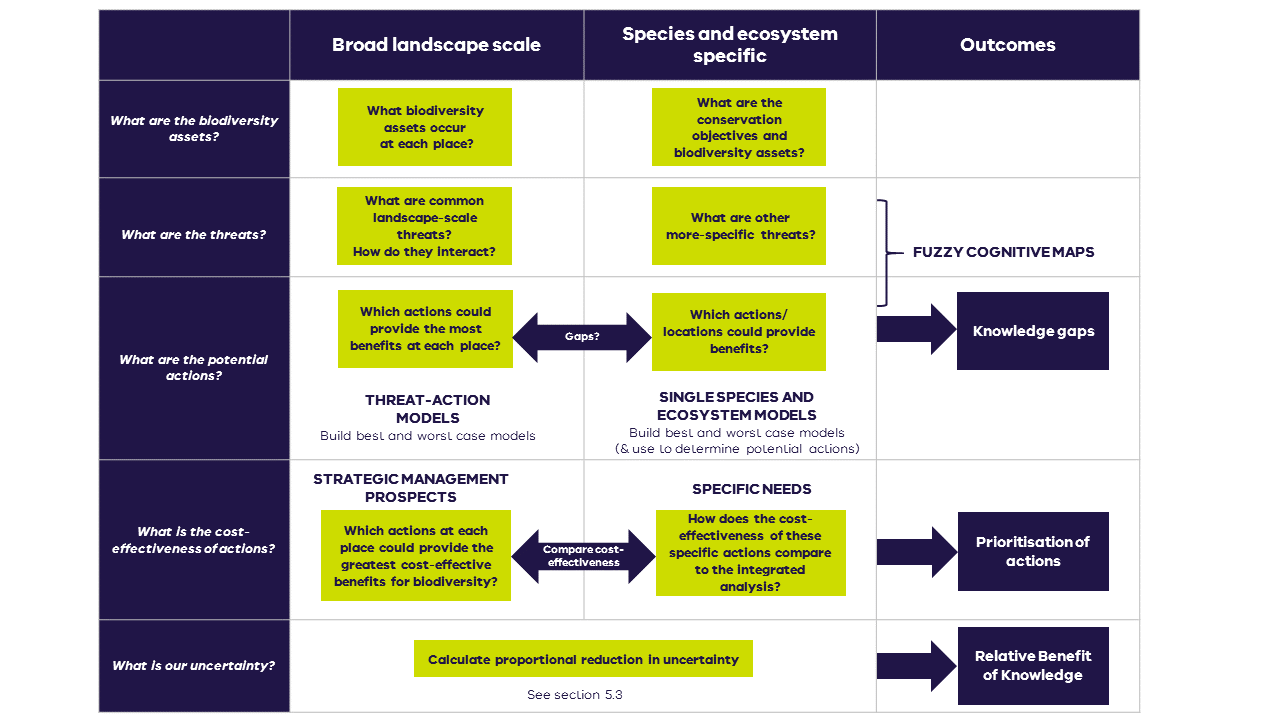 Broad landscape scale
Species and ecosystem
specific
Outcomes
What are the biodiversity
assets?
What biodiversity
assets occur
at each place?
What are the
conservation
objectives and
biodiversity assets?
What are the threats?
What are common
landscape-scale
threats?
How do they interact?
What are other
more-specific threats?
FUZZY COGNITIVE MAPS
What are the potential
actions?
Which actions could
provide the most
benefits at each place?
Gaps?
Which actions/
locations could provide
benefits?
Knowledge gaps
THREAT-ACTION
MODELS
Build best and worst case models
SINGLE SPECIES AND
ECOSYSTEM MODELS
Build best and worst case models
(& use to determine potential actions)
What is the cost-
effectiveness of actions?
STRATEGIC MANAGEMENT
PROSPECTS
Which actions at each
place could provide the
greatest cost-effective
benefits for biodiversity?
Compare cost-
effectiveness
SPECIFIC NEEDS
How does the cost-
effectiveness of these
specific actions compare
to the integrated
analysis?
Prioritisation of
actions
What is our uncertainty?
Calculate proportional reduction in uncertainty
See section 5.3
Relative Benefit
of Knowledge